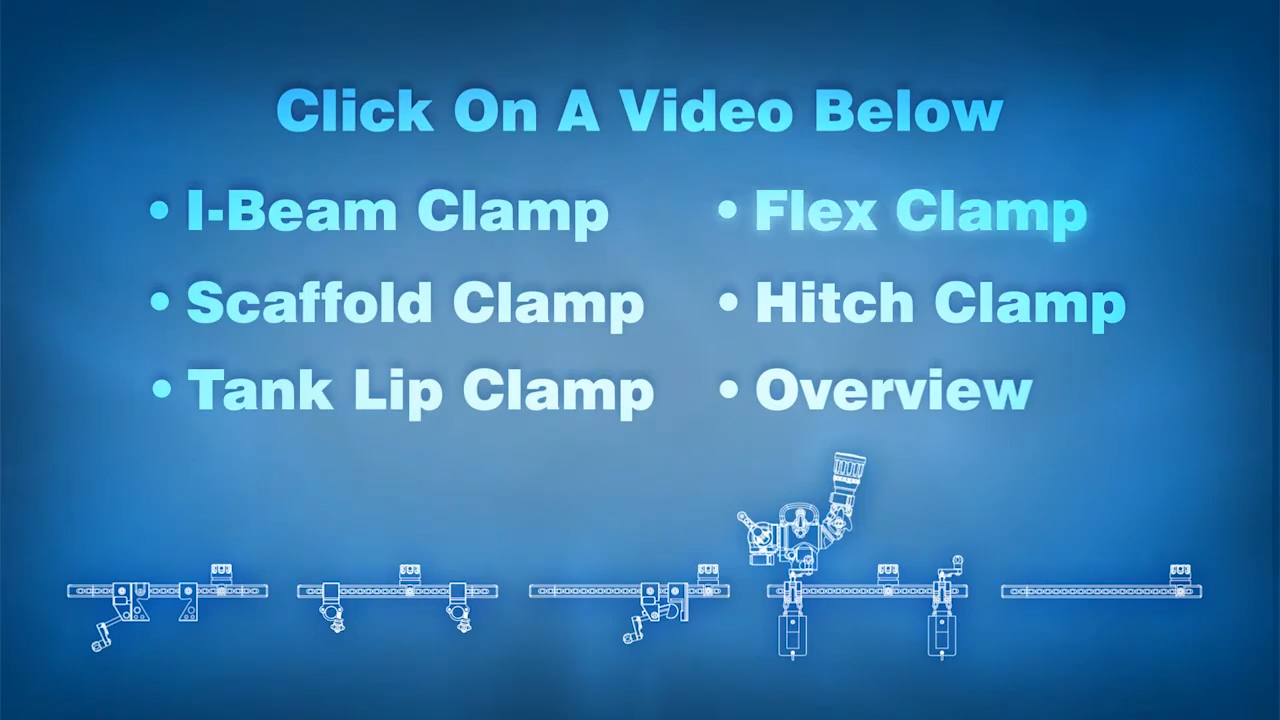 Click On A Video Below
• I-Beam Clamp
• Scaffold Clamp
• Tank Lip Clamp
• Flex Clamp
• Hitch Clamp
• Overview